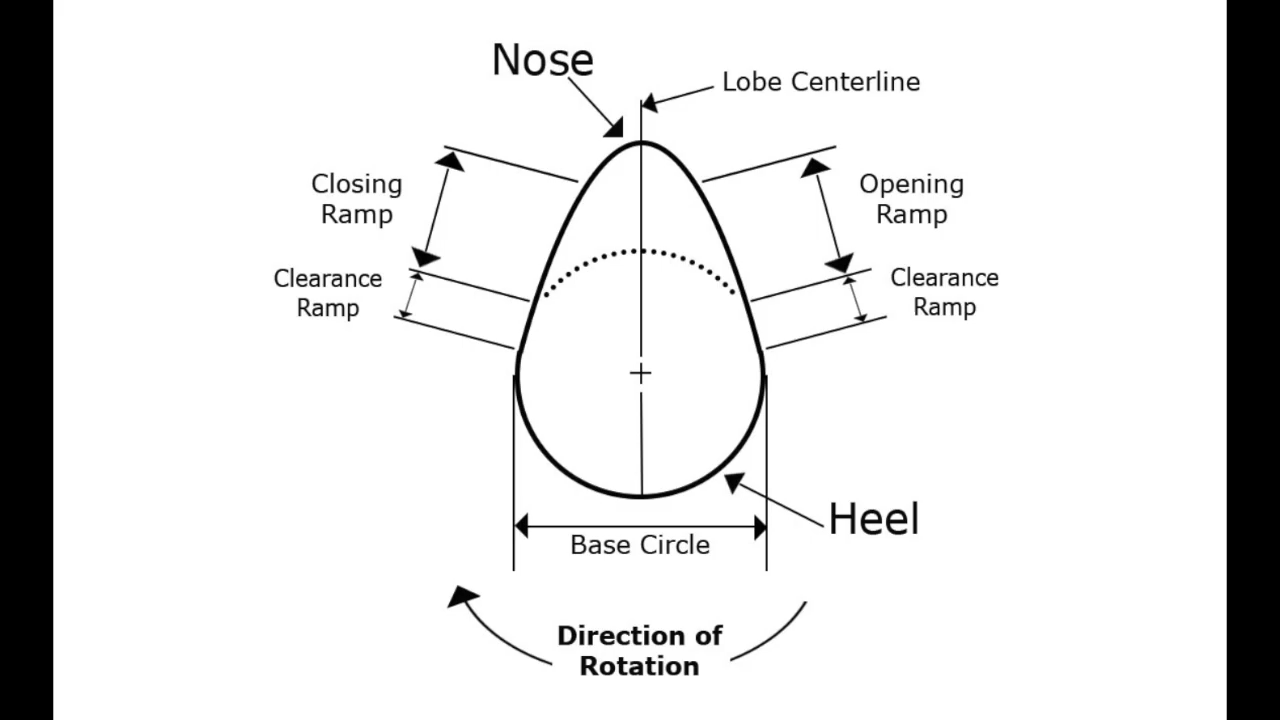 Nose
Lobe Centerline
Closing
Ramp
Opening
Ramp
Clearance
Ramp
Clearance
Ramp
Heel
Base Circle
Direction of
Rotation